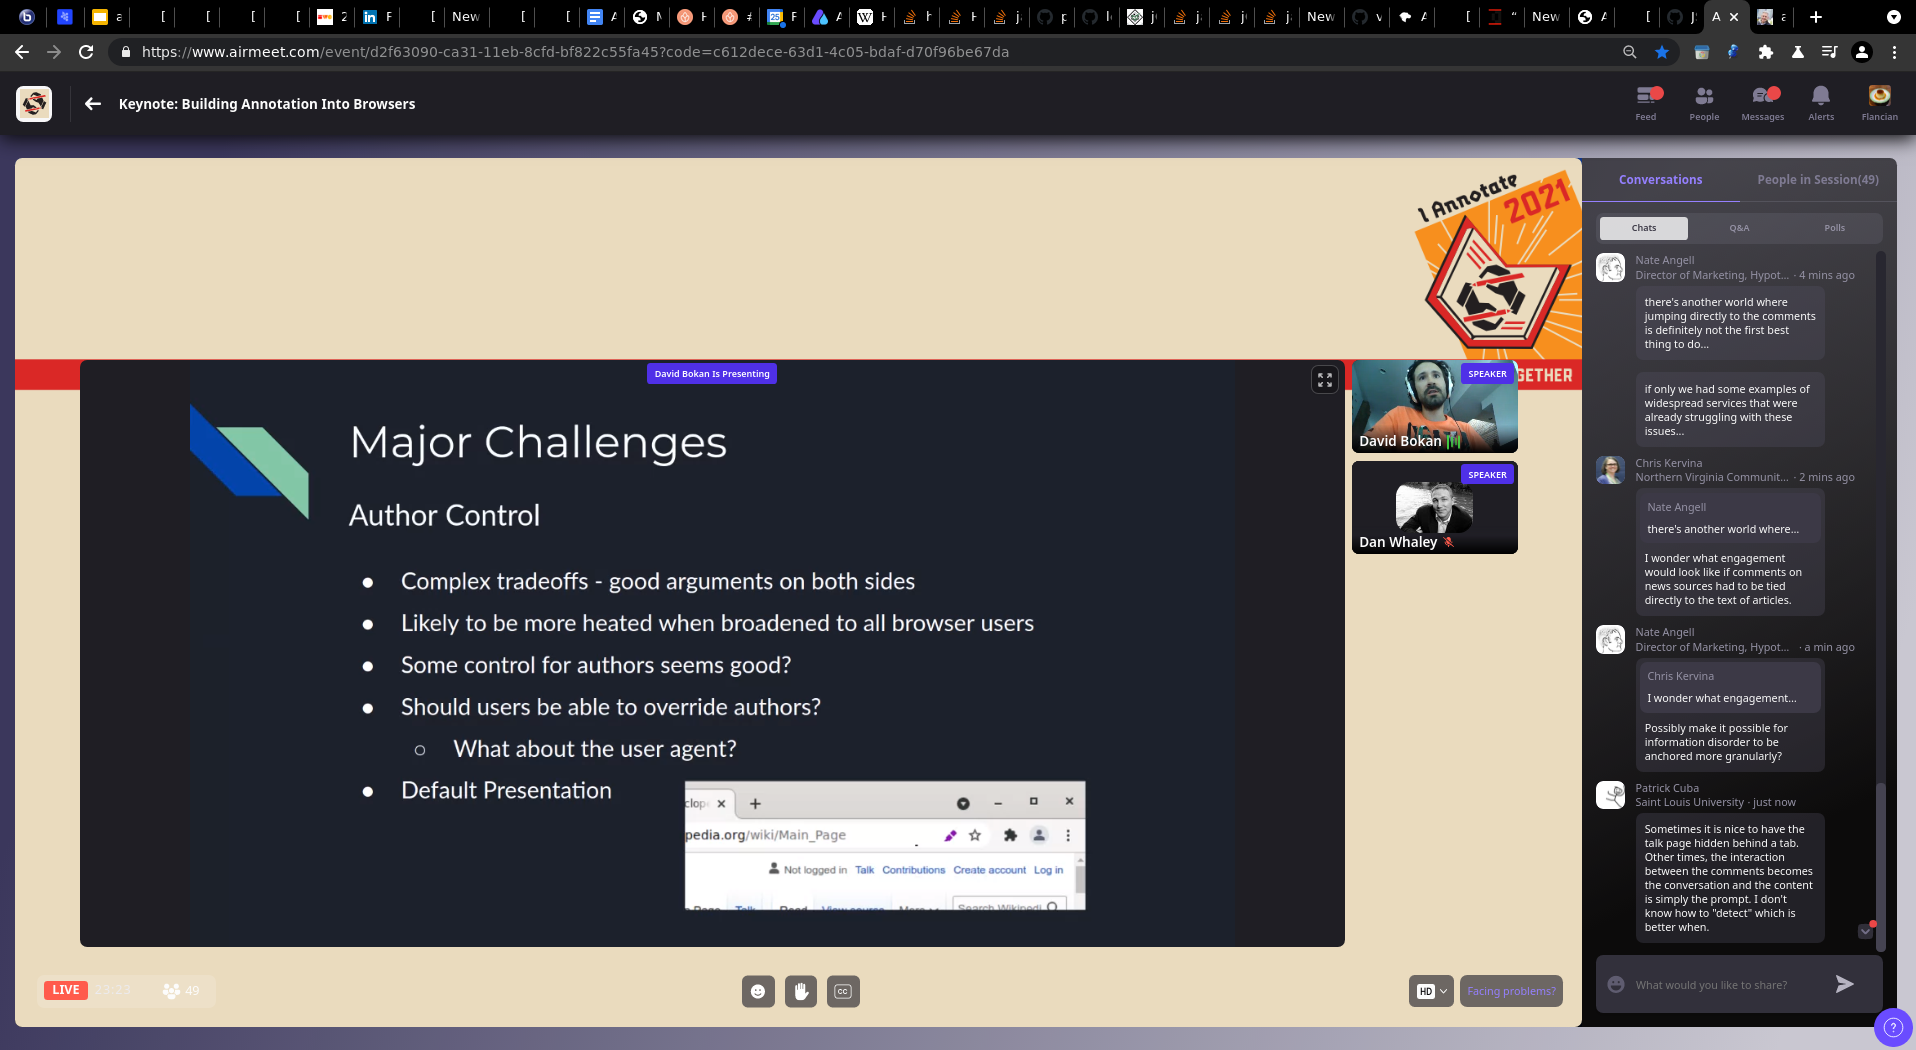 New
New
New
https://www.airmeet.com/event/d2f63090-ca31-11eb-8cfd-bf822c55fa45?code=c612dece-63d1-4c05-bdaf-d70f96be67da
Keynote: Building Annotation Into Browsers
Feed
People
Messages
Alerts
Flancian
I Annotate
2021
GETHER
David Bokan Is Presenting
Major Challenges
Author Control
● Complex tradeoffs - good arguments on both sides
● Likely to be more heated when broadened to all browser users
● Some control for authors seems good?
● Should users be able to override authors?
○ What about the user agent?
● Default Presentation
clop
pedia.org/wiki/Main_Page
Not logged in Talk Contributions Create account Log in
Page Talk Read View source More Search Wikipedi
SPEAKER
David Bokan
SPEAKER
Dan Whaley
LIVE 23:23 49
CC
HD
Facing problems?
Conversations
People in Session(49)
Chats
Q&A
Polls
Nate Angell
Director of Marketing, Hypot... · 4 mins ago
there's another world where
jumping directly to the comments
is definitely not the first best
thing to do...
if only we had some examples of
widespread services that were
already struggling with these
issues...
Chris Kervina
Northern Virginia Communit... · 2 mins ago
Nate Angell
there's another world where...
I wonder what engagement
would look like if comments on
news sources had to be tied
directly to the text of articles.
Nate Angell
Director of Marketing, Hypot... · a min ago
Chris Kervina
I wonder what engagement...
Possibly make it possible for
information disorder to be
anchored more granularly?
Patrick Cuba
Saint Louis University · just now
Sometimes it is nice to have the
talk page hidden behind a tab.
Other times, the interaction
between the comments becomes
the conversation and the content
is simply the prompt. I don't
know how to "detect" which is
better when.
What would you like to share?